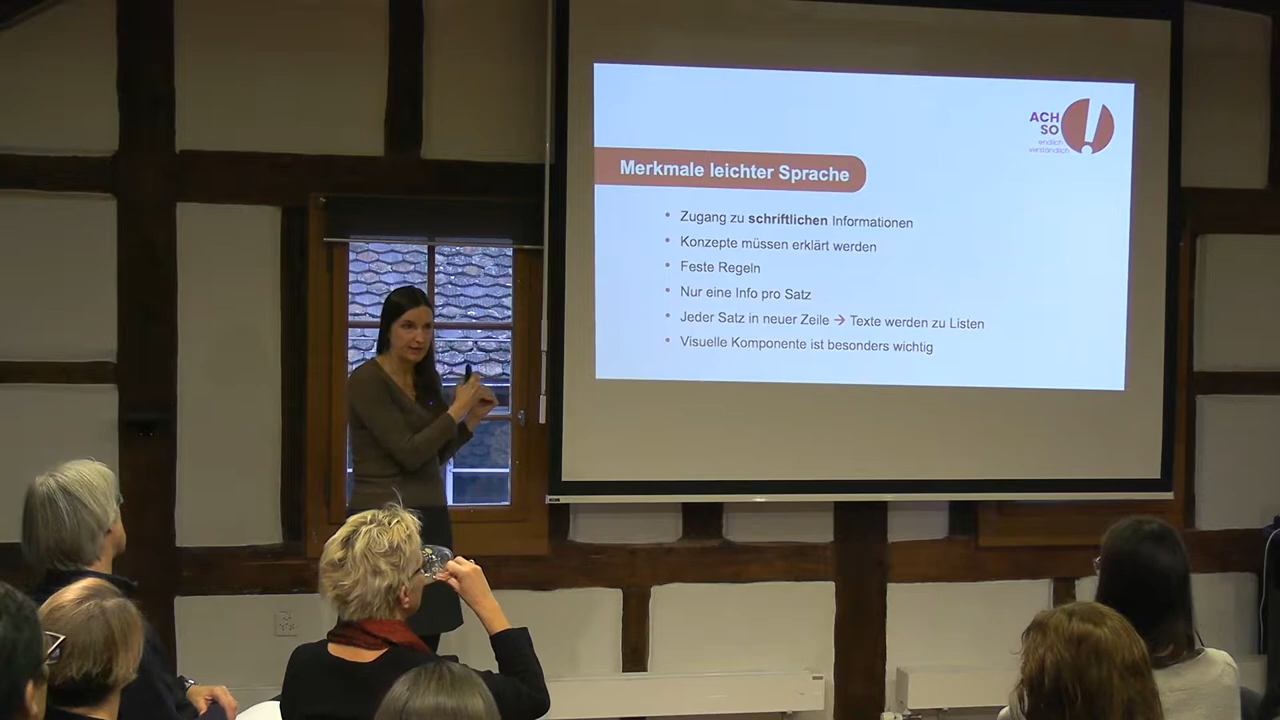 ACH
SO
endlich
verständlich
Merkmale leichter Sprache
• Zugang zu schriftlichen Informationen
• Konzepte müssen erklärt werden
• Feste Regeln
• Nur eine Info pro Satz
• Jeder Satz in neuer Zeile → Texte werden zu Listen
• Visuelle Komponente ist besonders wichtig